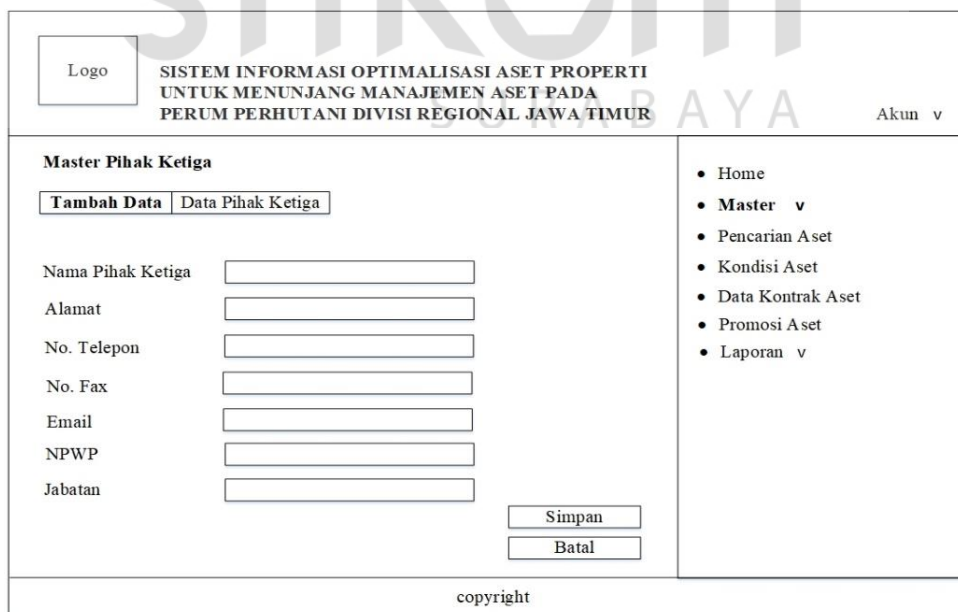 Logo
SISTEM INFORMASI OPTIMALISASI ASET PROPERTI
UNTUK MENUNJANG MANAJEMEN ASET PADA
PERUM PERHUTANI DIVISI REGIONAL JAWA TIMUR
SURABAYA
Akun v
Master Pihak Ketiga
Tambah Data Data Pihak Ketiga
Nama Pihak Ketiga
Alamat
No. Telepon
No. Fax
Email
NPWP
Jabatan
Simpan
Batal
• Home
• Master v
• Pencarian Aset
• Kondisi Aset
• Data Kontrak Aset
• Promosi Aset
• Laporan v
copyright